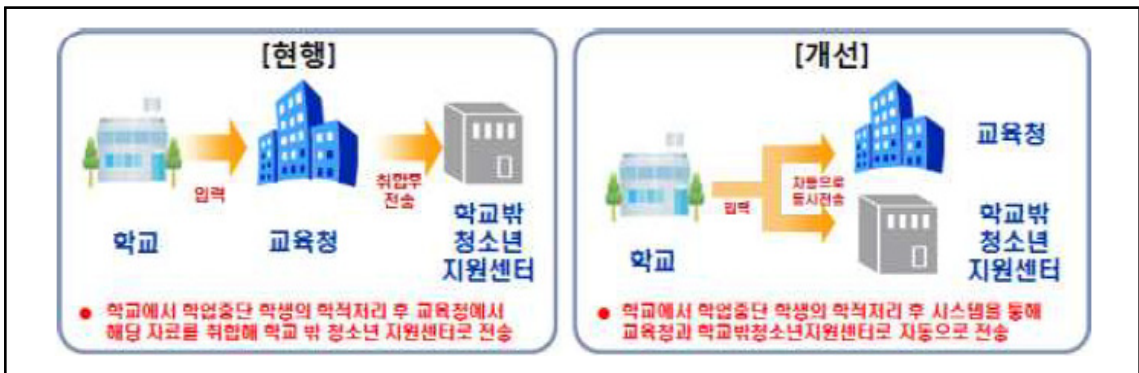 [현행]
입력
취합후
전송
학교
교육청
학교밖
청소년
지원센터
● 학교에서 학업중단 학생의 학적처리 후 교육청에서
해당 자료를 취합해 학교 밖 청소년 지원센터로 전송
[개선]
교육청
입력
자동으로
동시전송
학교
학교밖
청소년
지원센터
● 학교에서 학업중단 학생의 학적처리 후 시스템을 통해
교육청과 학교밖청소년지원센터로 자동으로 전송